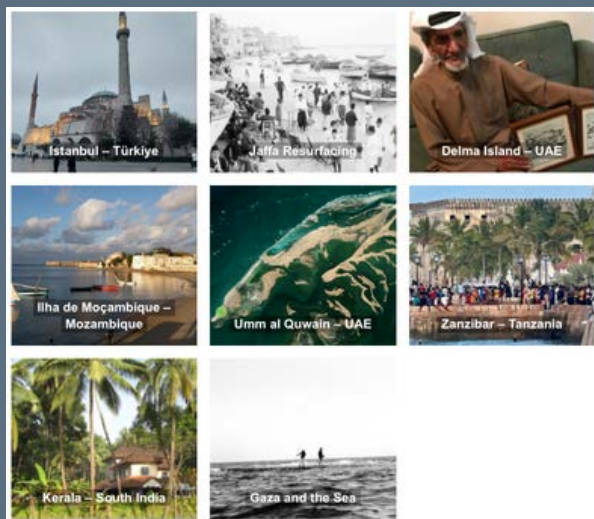 Istanbul – Türkiye
Jaffa Resurfacing
Delma Island – UAE
Ilha de Moçambique –
Mozambique
Umm al Quwain – UAE
Zanzibar – Tanzania
Kerala – South India
Gaza and the Sea